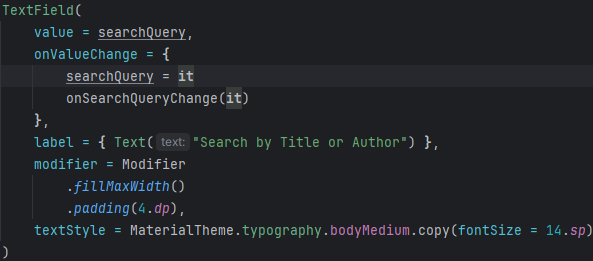 TextField(
    value = searchQuery,
    onValueChange = {
        searchQuery = it
        onSearchQueryChange(it)
    },
    label = { Text( text: "Search by Title or Author") },
    modifier = Modifier
        .fillMaxWidth()
        .padding(4.dp),
    textStyle = MaterialTheme.typography.bodyMedium.copy(fontSize = 14.sp)
)